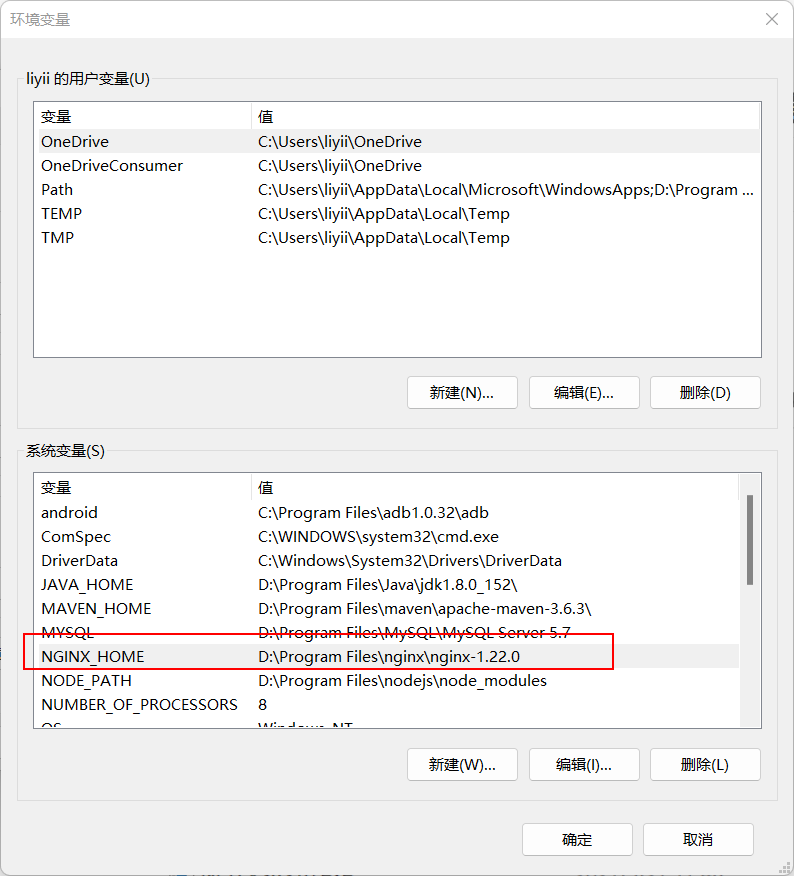 环境变量
liyii 的用户变量(U)
变量 值
OneDrive C:\Users\liyii\OneDrive
OneDriveConsumer C:\Users\liyii\OneDrive
Path C:\Users\liyii\AppData\Local\Microsoft\WindowsApps;D:\Program ...
TEMP C:\Users\liyii\AppData\Local\Temp
TMP C:\Users\liyii\AppData\Local\Temp
新建(N)... 编辑(E)... 删除(D)
系统变量(S)
变量 值
android C:\Program Files\adb1.0.32\adb
ComSpec C:\WINDOWS\system32\cmd.exe
DriverData C:\Windows\System32\Drivers\DriverData
JAVA_HOME D:\Program Files\Java\jdk1.8.0_152\
MAVEN_HOME D:\Program Files\maven\apache-maven-3.6.3\
MYSQL D:\Program Files\MySQL\MySQL Server 5.7
NGINX_HOME D:\Program Files\nginx\nginx-1.22.0
NODE_PATH D:\Program Files\nodejs\node_modules
NUMBER_OF_PROCESSORS 8
OS Windows_NT
新建(W)... 编辑(I)... 删除(L)
确定 取消